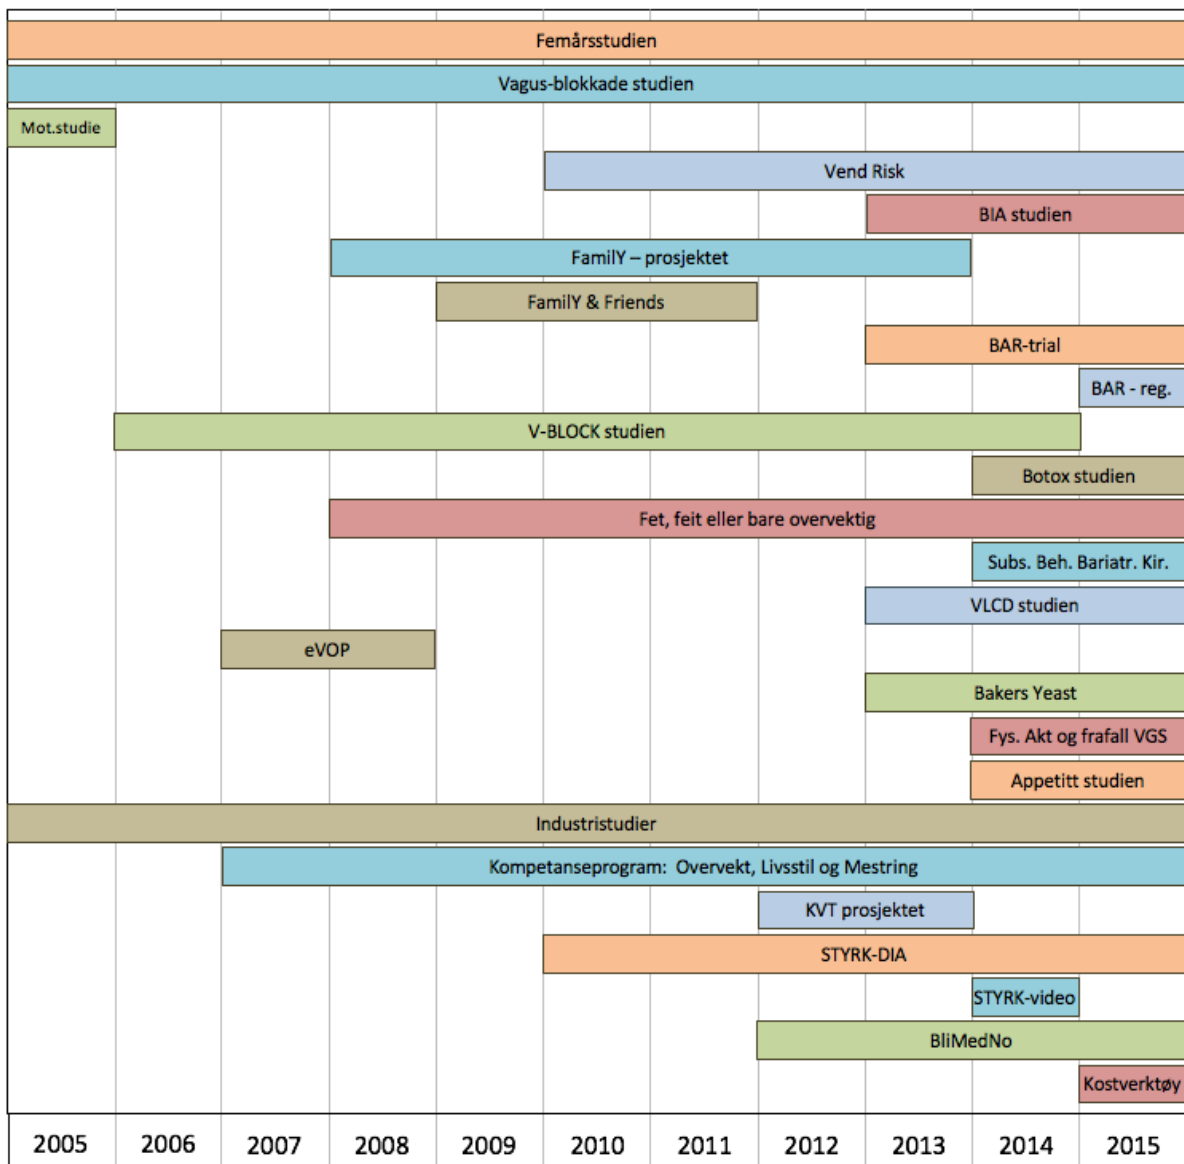 Femårsstudien
Vagus-blokkade studien
Mot.studie
Vend Risk
BIA studien
FamilY – prosjektet
FamilY & Friends
BAR-trial
BAR - reg.
V-BLOCK studien
Botox studien
Fet, feit eller bare overvektig
Subs. Beh. Bariatr. Kir.
VLCD studien
eVOP
Bakers Yeast
Fys. Akt og frafall VGS
Appetitt studien
Industristudier
Kompetanseprogram: Overvekt, Livsstil og Mestring
KVT prosjektet
STYRK-DIA
STYRK-video
BliMedNo
Kostverktøy
2005 2006 2007 2008 2009 2010 2011 2012 2013 2014 2015